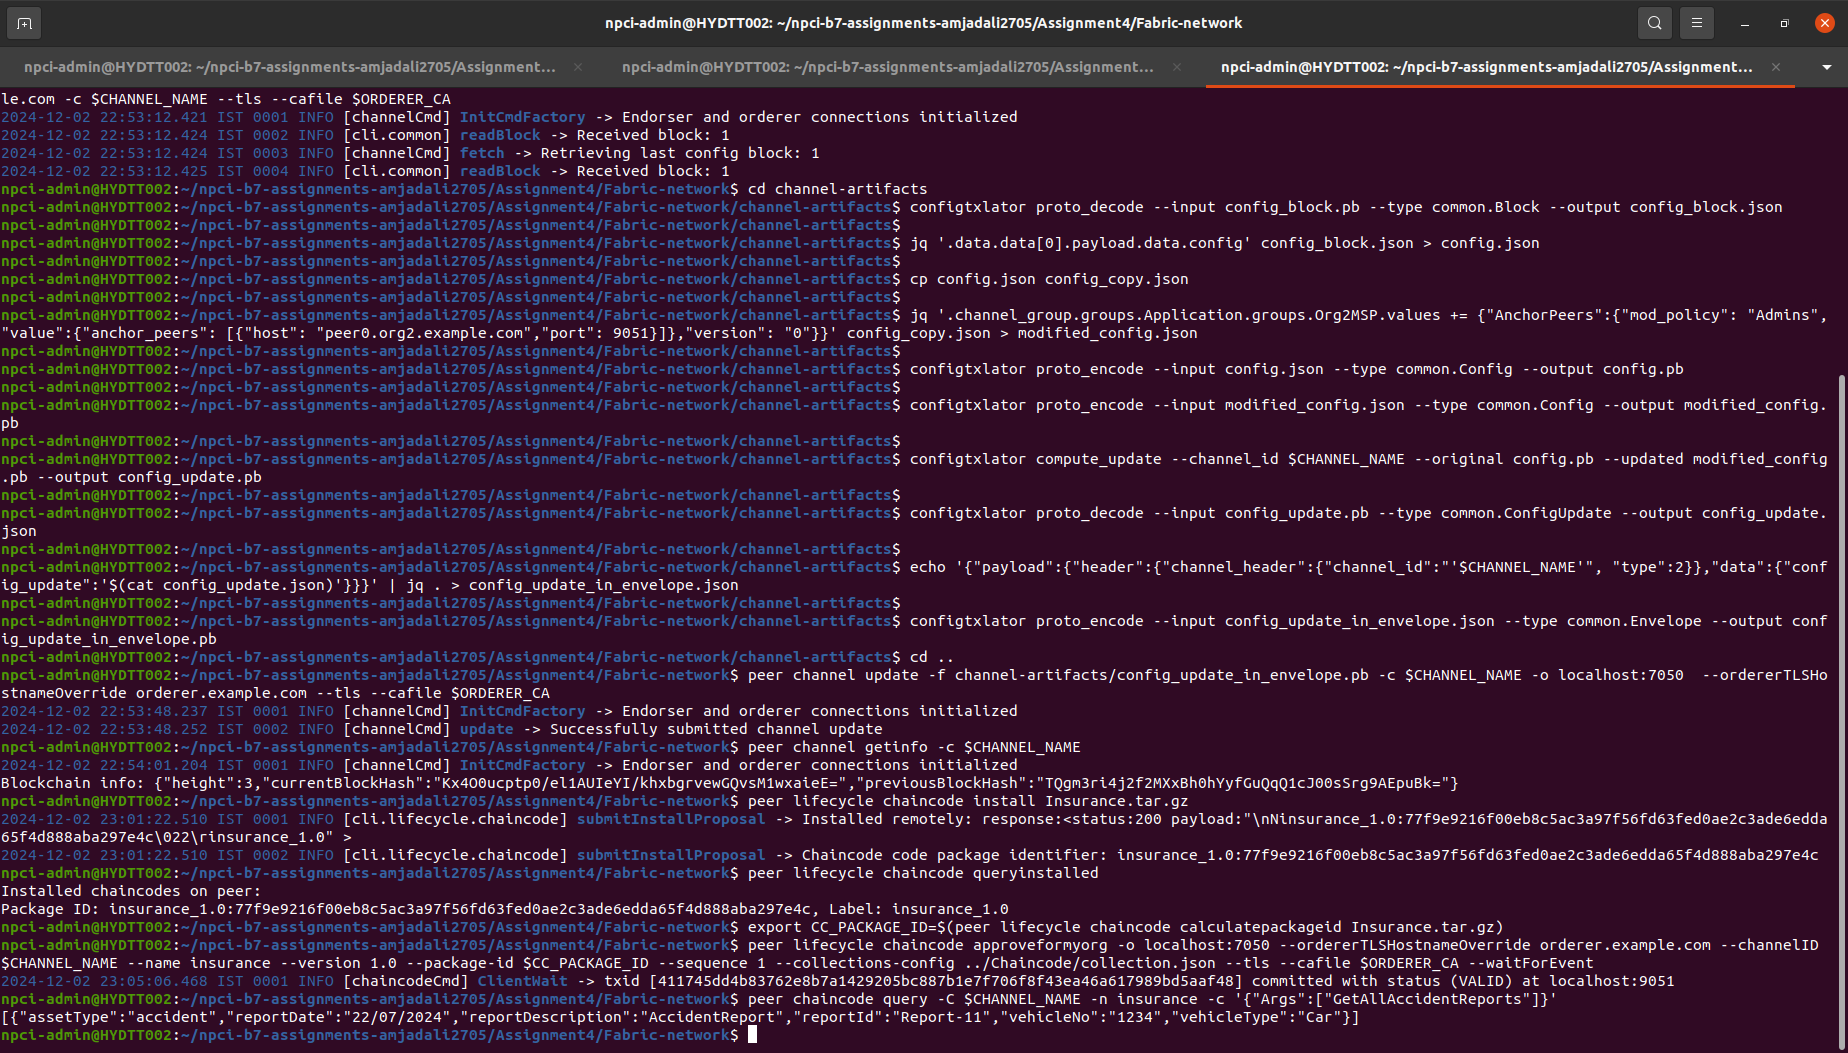 npci-admin@HYDTT002: ~/npci-b7-assignments-amjadali2705/Assignment4/Fabric-network
npci-admin@HYDTT002: ~/npci-b7-assignments-amjadali2705/Assignment... npci-admin@HYDTT002: ~/npci-b7-assignments-amjadali2705/Assignment... npci-admin@HYDTT002: ~/npci-b7-assignments-amjadali2705/Assignment...
le.com -c $CHANNEL_NAME --tls --cafile $ORDERER_CA
2024-12-02 22:53:12.421 IST 0001 INFO [channelCmd] InitCmdFactory -> Endorser and orderer connections initialized
2024-12-02 22:53:12.424 IST 0002 INFO [cli.common] readBlock -> Received block: 1
2024-12-02 22:53:12.424 IST 0003 INFO [channelCmd] fetch -> Retrieving last config block: 1
2024-12-02 22:53:12.425 IST 0004 INFO [cli.common] readBlock -> Received block: 1
npci-admin@HYDTT002:~/npci-b7-assignments-amjadali2705/Assignment4/Fabric-network$ cd channel-artifacts
npci-admin@HYDTT002:~/npci-b7-assignments-amjadali2705/Assignment4/Fabric-network/channel-artifacts$ configtxlator proto_decode --input config_block.pb --type common.Block --output config_block.json
npci-admin@HYDTT002:~/npci-b7-assignments-amjadali2705/Assignment4/Fabric-network/channel-artifacts$
npci-admin@HYDTT002:~/npci-b7-assignments-amjadali2705/Assignment4/Fabric-network/channel-artifacts$ jq '.data.data[0].payload.data.config' config_block.json > config.json
npci-admin@HYDTT002:~/npci-b7-assignments-amjadali2705/Assignment4/Fabric-network/channel-artifacts$
npci-admin@HYDTT002:~/npci-b7-assignments-amjadali2705/Assignment4/Fabric-network/channel-artifacts$ cp config.json config_copy.json
npci-admin@HYDTT002:~/npci-b7-assignments-amjadali2705/Assignment4/Fabric-network/channel-artifacts$
npci-admin@HYDTT002:~/npci-b7-assignments-amjadali2705/Assignment4/Fabric-network/channel-artifacts$ jq '.channel_group.groups.Application.groups.Org2MSP.values += {"AnchorPeers":{"mod_policy": "Admins",
"value":{"anchor_peers": [{"host": "peer0.org2.example.com","port": 9051}]},"version": "0"}}' config_copy.json > modified_config.json
npci-admin@HYDTT002:~/npci-b7-assignments-amjadali2705/Assignment4/Fabric-network/channel-artifacts$
npci-admin@HYDTT002:~/npci-b7-assignments-amjadali2705/Assignment4/Fabric-network/channel-artifacts$ configtxlator proto_encode --input config.json --type common.Config --output config.pb
npci-admin@HYDTT002:~/npci-b7-assignments-amjadali2705/Assignment4/Fabric-network/channel-artifacts$
npci-admin@HYDTT002:~/npci-b7-assignments-amjadali2705/Assignment4/Fabric-network/channel-artifacts$ configtxlator proto_encode --input modified_config.json --type common.Config --output modified_config.
pb
npci-admin@HYDTT002:~/npci-b7-assignments-amjadali2705/Assignment4/Fabric-network/channel-artifacts$
npci-admin@HYDTT002:~/npci-b7-assignments-amjadali2705/Assignment4/Fabric-network/channel-artifacts$ configtxlator compute_update --channel_id $CHANNEL_NAME --original config.pb --updated modified_config
.pb --output config_update.pb
npci-admin@HYDTT002:~/npci-b7-assignments-amjadali2705/Assignment4/Fabric-network/channel-artifacts$
npci-admin@HYDTT002:~/npci-b7-assignments-amjadali2705/Assignment4/Fabric-network/channel-artifacts$ configtxlator proto_decode --input config_update.pb --type common.ConfigUpdate --output config_update.
json
npci-admin@HYDTT002:~/npci-b7-assignments-amjadali2705/Assignment4/Fabric-network/channel-artifacts$
npci-admin@HYDTT002:~/npci-b7-assignments-amjadali2705/Assignment4/Fabric-network/channel-artifacts$ echo '{"payload":{"header":{"channel_header":{"channel_id":"'$CHANNEL_NAME'", "type":2}},"data":{"conf
ig_update":'$(cat config_update.json)'}}}' | jq . > config_update_in_envelope.json
npci-admin@HYDTT002:~/npci-b7-assignments-amjadali2705/Assignment4/Fabric-network/channel-artifacts$
npci-admin@HYDTT002:~/npci-b7-assignments-amjadali2705/Assignment4/Fabric-network/channel-artifacts$ configtxlator proto_encode --input config_update_in_envelope.json --type common.Envelope --output conf
ig_update_in_envelope.pb
npci-admin@HYDTT002:~/npci-b7-assignments-amjadali2705/Assignment4/Fabric-network/channel-artifacts$ cd ..
npci-admin@HYDTT002:~/npci-b7-assignments-amjadali2705/Assignment4/Fabric-network$ peer channel update -f channel-artifacts/config_update_in_envelope.pb -c $CHANNEL_NAME -o localhost:7050  --ordererTLSHo
stnameOverride orderer.example.com --tls --cafile $ORDERER_CA
2024-12-02 22:53:48.237 IST 0001 INFO [channelCmd] InitCmdFactory -> Endorser and orderer connections initialized
2024-12-02 22:53:48.252 IST 0002 INFO [channelCmd] update -> Successfully submitted channel update
npci-admin@HYDTT002:~/npci-b7-assignments-amjadali2705/Assignment4/Fabric-network$ peer channel getinfo -c $CHANNEL_NAME
2024-12-02 22:54:01.204 IST 0001 INFO [channelCmd] InitCmdFactory -> Endorser and orderer connections initialized
Blockchain info: {"height":3,"currentBlockHash":"Kx4O0ucptp0/el1AUIeYI/khxbgrvewGQvsM1wxaieE=","previousBlockHash":"TQgm3ri4j2f2MXxBh0hYyfGuQqQ1cJ00sSrg9AEpuBk="}
npci-admin@HYDTT002:~/npci-b7-assignments-amjadali2705/Assignment4/Fabric-network$ peer lifecycle chaincode install Insurance.tar.gz
2024-12-02 23:01:22.510 IST 0001 INFO [cli.lifecycle.chaincode] submitInstallProposal -> Installed remotely: response:<status:200 payload:"\nNinsurance_1.0:77f9e9216f00eb8c5ac3a97f56fd63fed0ae2c3ade6edda
65f4d888aba297e4c\022\rinsurance_1.0" >
2024-12-02 23:01:22.510 IST 0002 INFO [cli.lifecycle.chaincode] submitInstallProposal -> Chaincode code package identifier: insurance_1.0:77f9e9216f00eb8c5ac3a97f56fd63fed0ae2c3ade6edda65f4d888aba297e4c
npci-admin@HYDTT002:~/npci-b7-assignments-amjadali2705/Assignment4/Fabric-network$ peer lifecycle chaincode queryinstalled
Installed chaincodes on peer:
Package ID: insurance_1.0:77f9e9216f00eb8c5ac3a97f56fd63fed0ae2c3ade6edda65f4d888aba297e4c, Label: insurance_1.0
npci-admin@HYDTT002:~/npci-b7-assignments-amjadali2705/Assignment4/Fabric-network$ export CC_PACKAGE_ID=$(peer lifecycle chaincode calculatepackageid Insurance.tar.gz)
npci-admin@HYDTT002:~/npci-b7-assignments-amjadali2705/Assignment4/Fabric-network$ peer lifecycle chaincode approveformyorg -o localhost:7050 --ordererTLSHostnameOverride orderer.example.com --channelID
$CHANNEL_NAME --name insurance --version 1.0 --package-id $CC_PACKAGE_ID --sequence 1 --collections-config ../Chaincode/collection.json --tls --cafile $ORDERER_CA --waitForEvent
2024-12-02 23:05:06.468 IST 0001 INFO [chaincodeCmd] ClientWait -> txid [411745dd4b83762e8b7a1429205bc887b1e7f706f8f43ea46a617989bd5aaf48] committed with status (VALID) at localhost:9051
npci-admin@HYDTT002:~/npci-b7-assignments-amjadali2705/Assignment4/Fabric-network$ peer chaincode query -C $CHANNEL_NAME -n insurance -c '{"Args":["GetAllAccidentReports"]}'
[{"assetType":"accident","reportDate":"22/07/2024","reportDescription":"AccidentReport","reportId":"Report-11","vehicleNo":"1234","vehicleType":"Car"}]
npci-admin@HYDTT002:~/npci-b7-assignments-amjadali2705/Assignment4/Fabric-network$